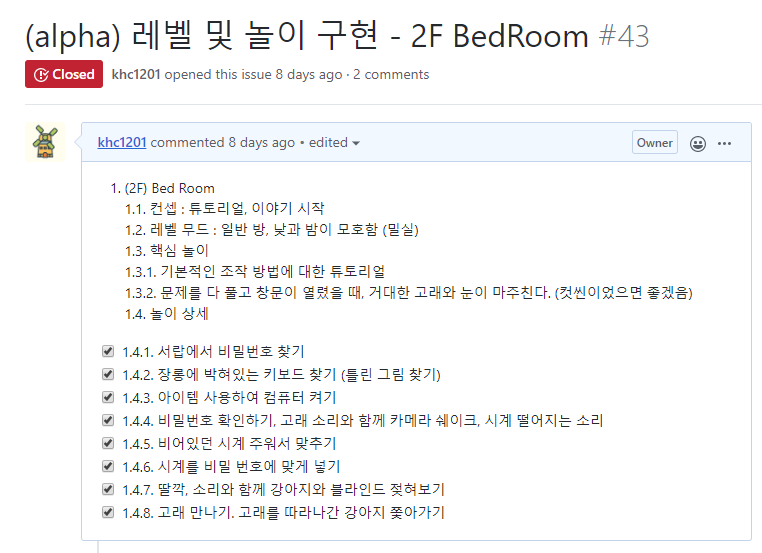 (alpha) 레벨 및 놀이 구현 - 2F BedRoom #43
Closed khc1201 opened this issue 8 days ago · 2 comments
khc1201 commented 8 days ago • edited Owner
1. (2F) Bed Room
1.1. 컨셉 : 튜토리얼, 이야기 시작
1.2. 레벨 무드 : 일반 방, 낮과 밤이 모호함 (밀실)
1.3. 핵심 놀이
1.3.1. 기본적인 조작 방법에 대한 튜토리얼
1.3.2. 문제를 다 풀고 창문이 열렸을 때, 거대한 고래와 눈이 마주친다. (컷씬이었으면 좋겠음)
1.4. 놀이 상세
1.4.1. 서랍에서 비밀번호 찾기
1.4.2. 장롱에 박혀있는 키보드 찾기 (틀린 그림 찾기)
1.4.3. 아이템 사용하여 컴퓨터 켜기
1.4.4. 비밀번호 확인하기, 고래 소리와 함께 카메라 쉐이크, 시계 떨어지는 소리
1.4.5. 비어있던 시계 주워서 맞추기
1.4.6. 시계를 비밀 번호에 맞게 넣기
1.4.7. 딸깍, 소리와 함께 강아지와 블라인드 젖혀보기
1.4.8. 고래 만나기. 고래를 따라나간 강아지 쫓아가기